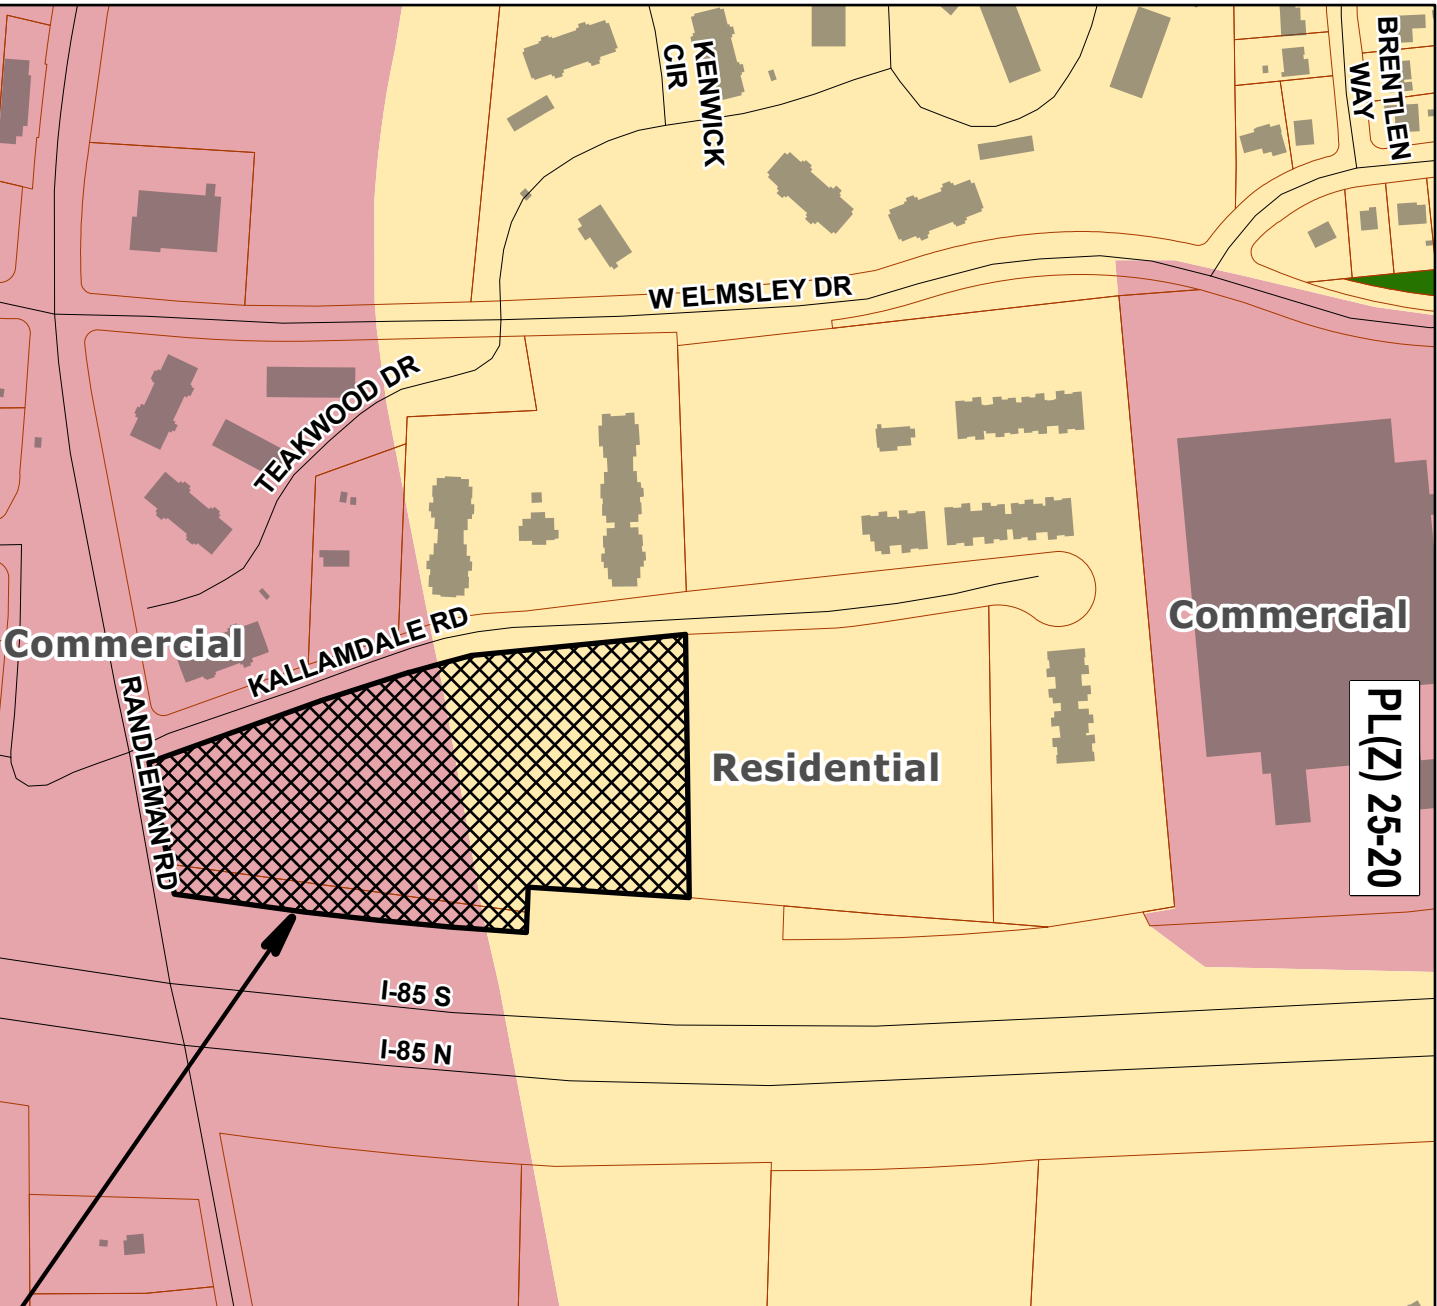 KENWICK
CIR
BRENTLEN
WAY
W ELMSLEY DR
TEAKWOOD DR
KALLAMDALE RD
Commercial
Commercial
RANDLEMAN RD
Residential
PL(Z) 25-20
I-85 S
I-85 N